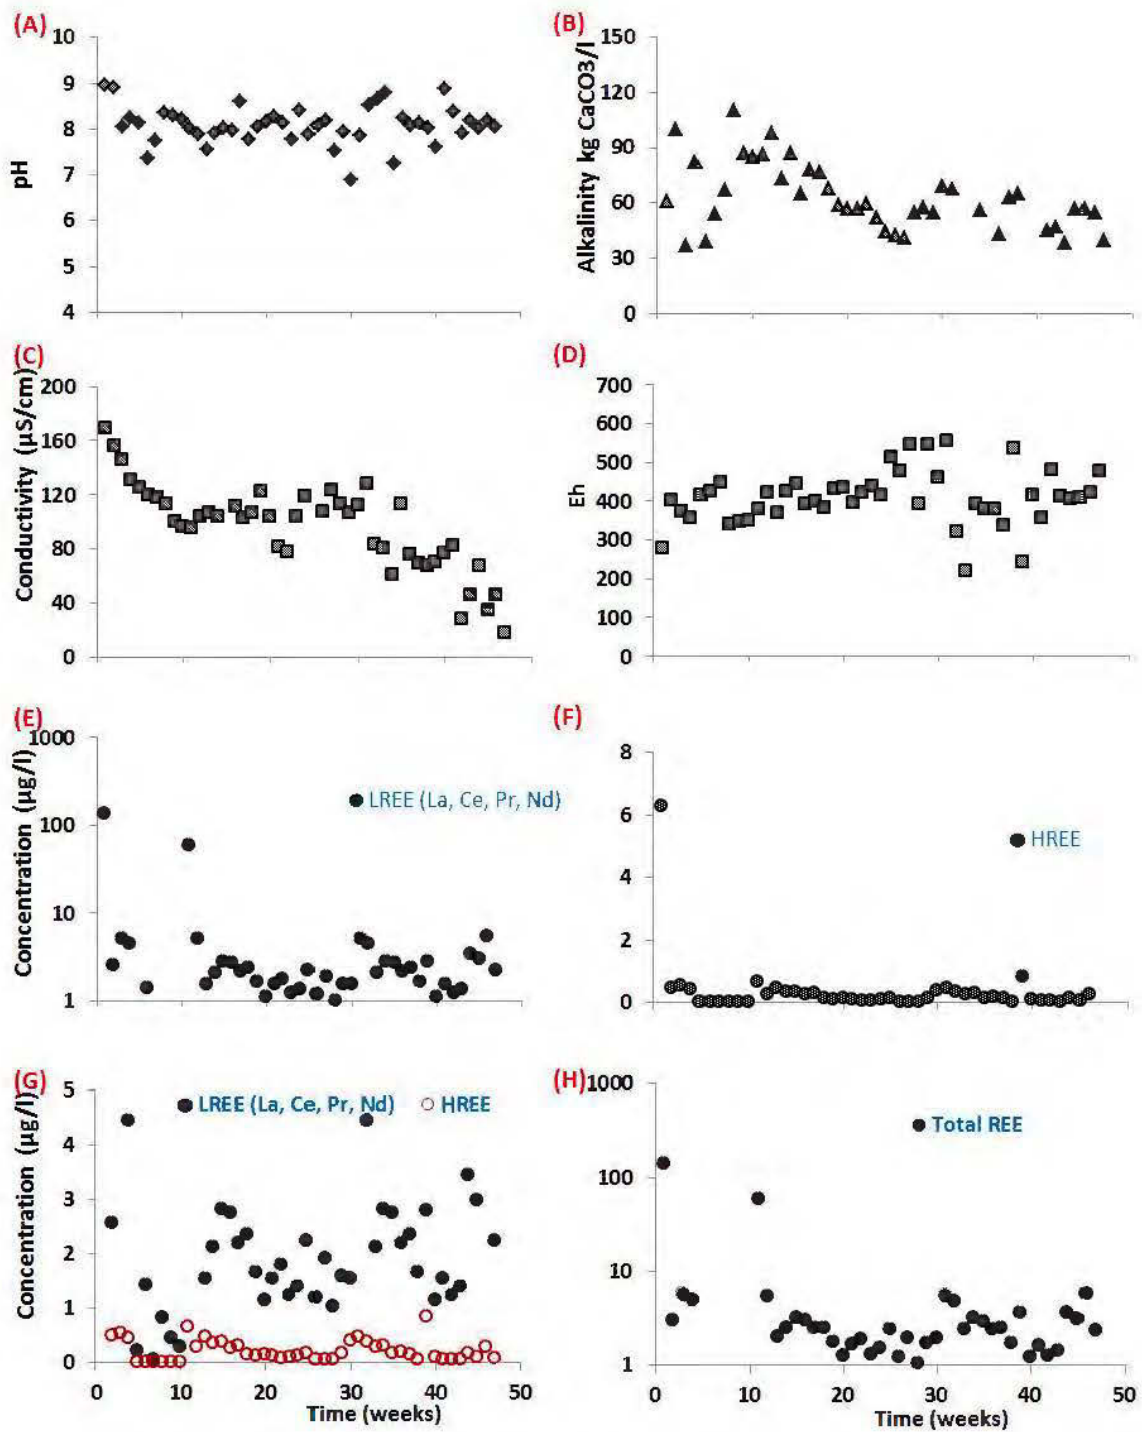 (A)
10
9
8
7
6
5
4
pH
(B)
150
120
90
60
30
0
Alkalinity kg CaCO3/l
(C)
200
160
120
80
40
0
Conductivity (µS/cm)
(D)
700
600
500
400
300
200
100
0
Eh
(E)
1000
100
10
1
Concentration (µg/l)
LREE (La, Ce, Pr, Nd)
(F)
8
6
4
2
0
HREE
(G)
5
4
3
2
1
0
Concentration (µg/l)
LREE (La, Ce, Pr, Nd) HREE
0 10 20 30 40 50
Time (weeks)
(H)
1000
100
10
1
Total REE
0 10 20 30 40 50
Time (weeks)